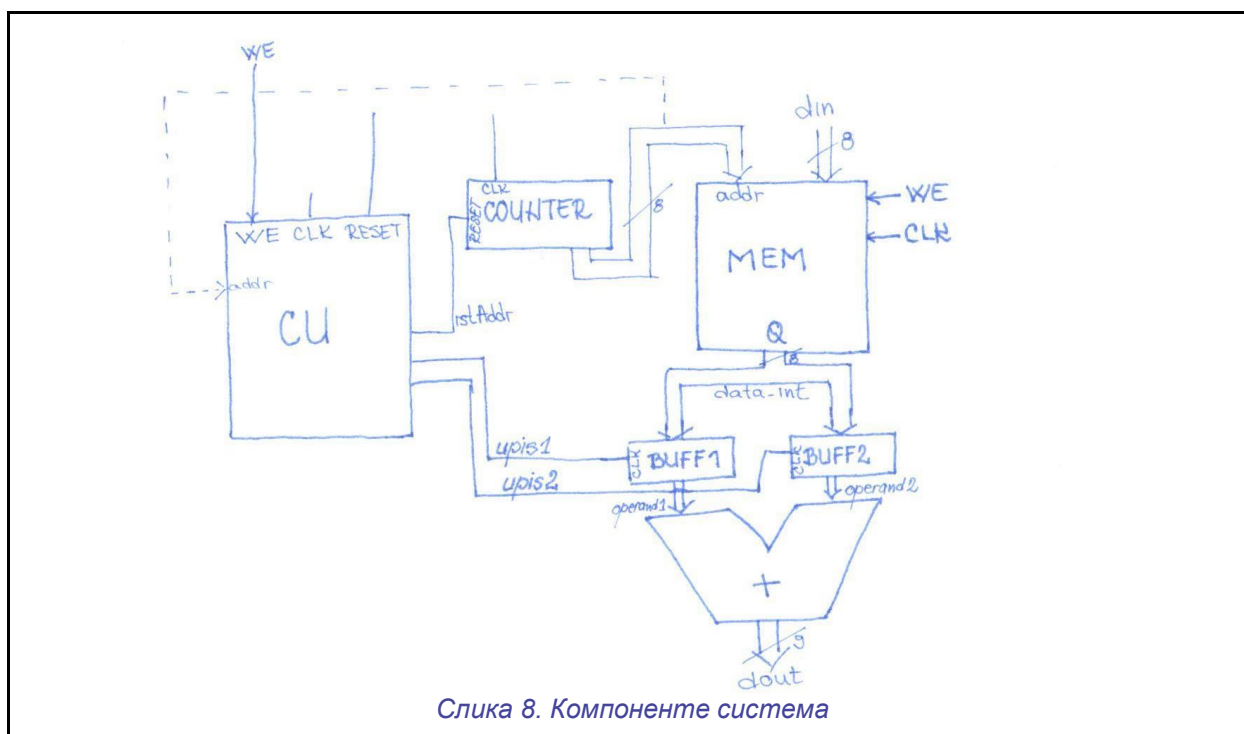 WE
din
8
CLK
RESET
COUNTER
8
addr
WE
CLK
MEM
Q
8
WE CLK RESET
addr
CU
rstAddr
data-int
upis1
CLK
BUFF1
CLK
BUFF2
upis2
operand1
operand2
+
9
dout
Слика 8. Компоненте система